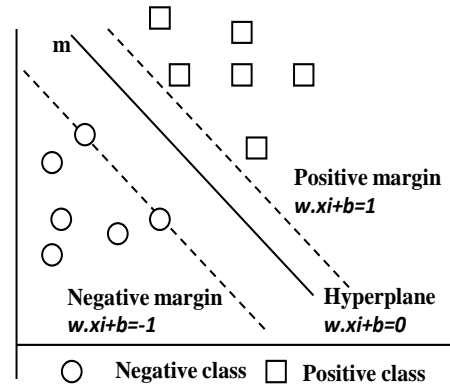 m
Positive margin
w.xi+b=1
Negative margin
w.xi+b=-1
Hyperplane
w.xi+b=0
Negative class
Positive class